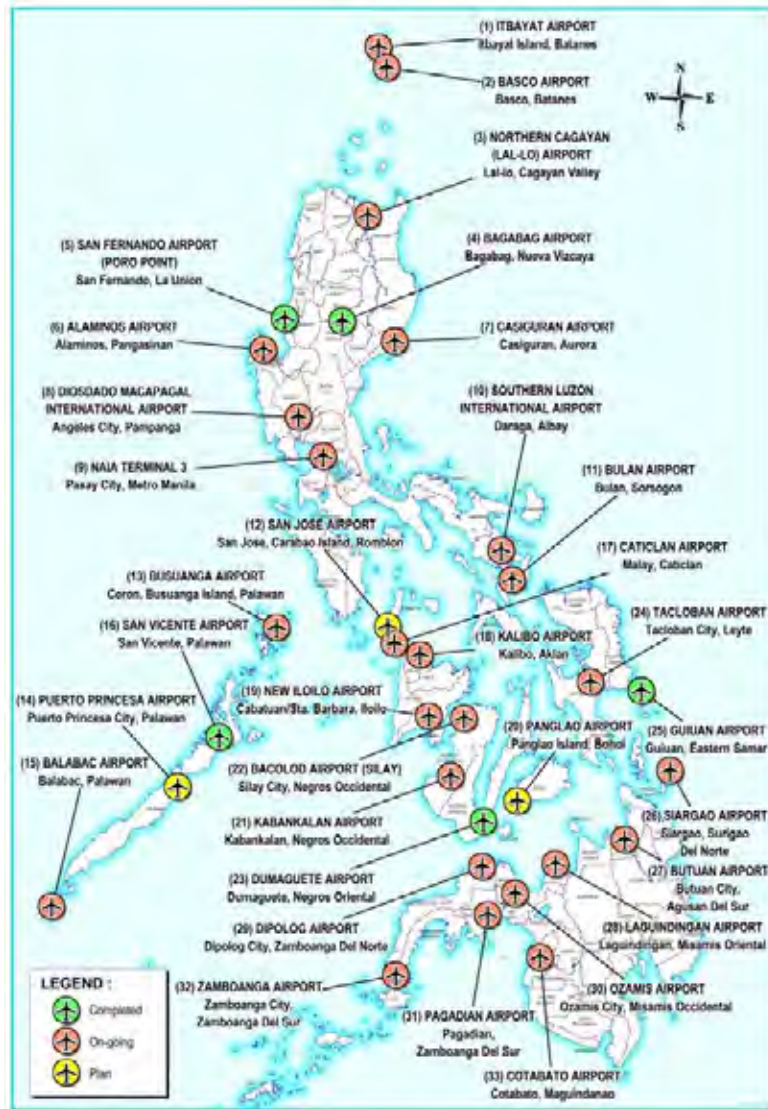 (1) ITBAYAT AIRPORT
Itbayat Island, Batanes
(2) BASCO AIRPORT
Basco, Batanes
N
W E
S
(3) NORTHERN CAGAYAN
(LAL-LO) AIRPORT
Lal-lo, Cagayan Valley
(5) SAN FERNANDO AIRPORT
(PORO POINT)
San Fernando, La Union
(4) BAGABAG AIRPORT
Bagabag, Nueva Vizcaya
(6) ALAMINOS AIRPORT
Alaminos, Pangasinan
(7) CASIGURAN AIRPORT
Casiguran, Aurora
(8) DIOSDADO MACAPAGAL
INTERNATIONAL AIRPORT
Angeles City, Pampanga
(10) SOUTHERN LUZON
INTERNATIONAL AIRPORT
Daraga, Albay
(9) NAIA TERMINAL 3
Pasay City, Metro Manila
(11) BULAN AIRPORT
Bulan, Sorsogon
(12) SAN JOSE AIRPORT
San Jose, Carabao Island, Romblon
(17) CATICLAN AIRPORT
Malay, Caticlan
(13) BUSUANGA AIRPORT
Coron, Busuanga Island, Palawan
(16) SAN VICENTE AIRPORT
San Vicente, Palawan
(24) TACLOBAN AIRPORT
Tacloban City, Leyte
(18) KALIBO AIRPORT
Kalibo, Aklan
(14) PUERTO PRINCESA AIRPORT
Puerto Princesa City, Palawan
(19) NEW ILOILO AIRPORT
Cabatuan/Sta. Barbara, Iloilo
(20) PANGLAO AIRPORT
Panglao Island, Bohol
(25) GUIUAN AIRPORT
Guiuan, Eastern Samar
(15) BALABAC AIRPORT
Balabac, Palawan
(22) BACOLOD AIRPORT (SILAY)
Silay City, Negros Occidental
(21) KABANKALAN AIRPORT
Kabankalan, Negros Occidental
(26) SIARGAO AIRPORT
Siargao, Surigao
Del Norte
(23) DUMAGUETE AIRPORT
Dumaguete, Negros Oriental
(27) BUTUAN AIRPORT
Butuan City,
Agusan Del Sur
(29) DIPOLOG AIRPORT
Dipolog City, Zamboanga Del Norte
(28) LAGUINDINGAN AIRPORT
Laguindingan, Misamis Oriental
(32) ZAMBOANGA AIRPORT
Zamboanga City,
Zamboanga Del Sur
(30) OZAMIS AIRPORT
Ozamis City, Misamis Occidental
(31) PAGADIAN AIRPORT
Pagadian,
Zamboanga Del Sur
(33) COTABATO AIRPORT
Cotabato, Maguindanao
LEGEND :
Completed
On-going
Plan